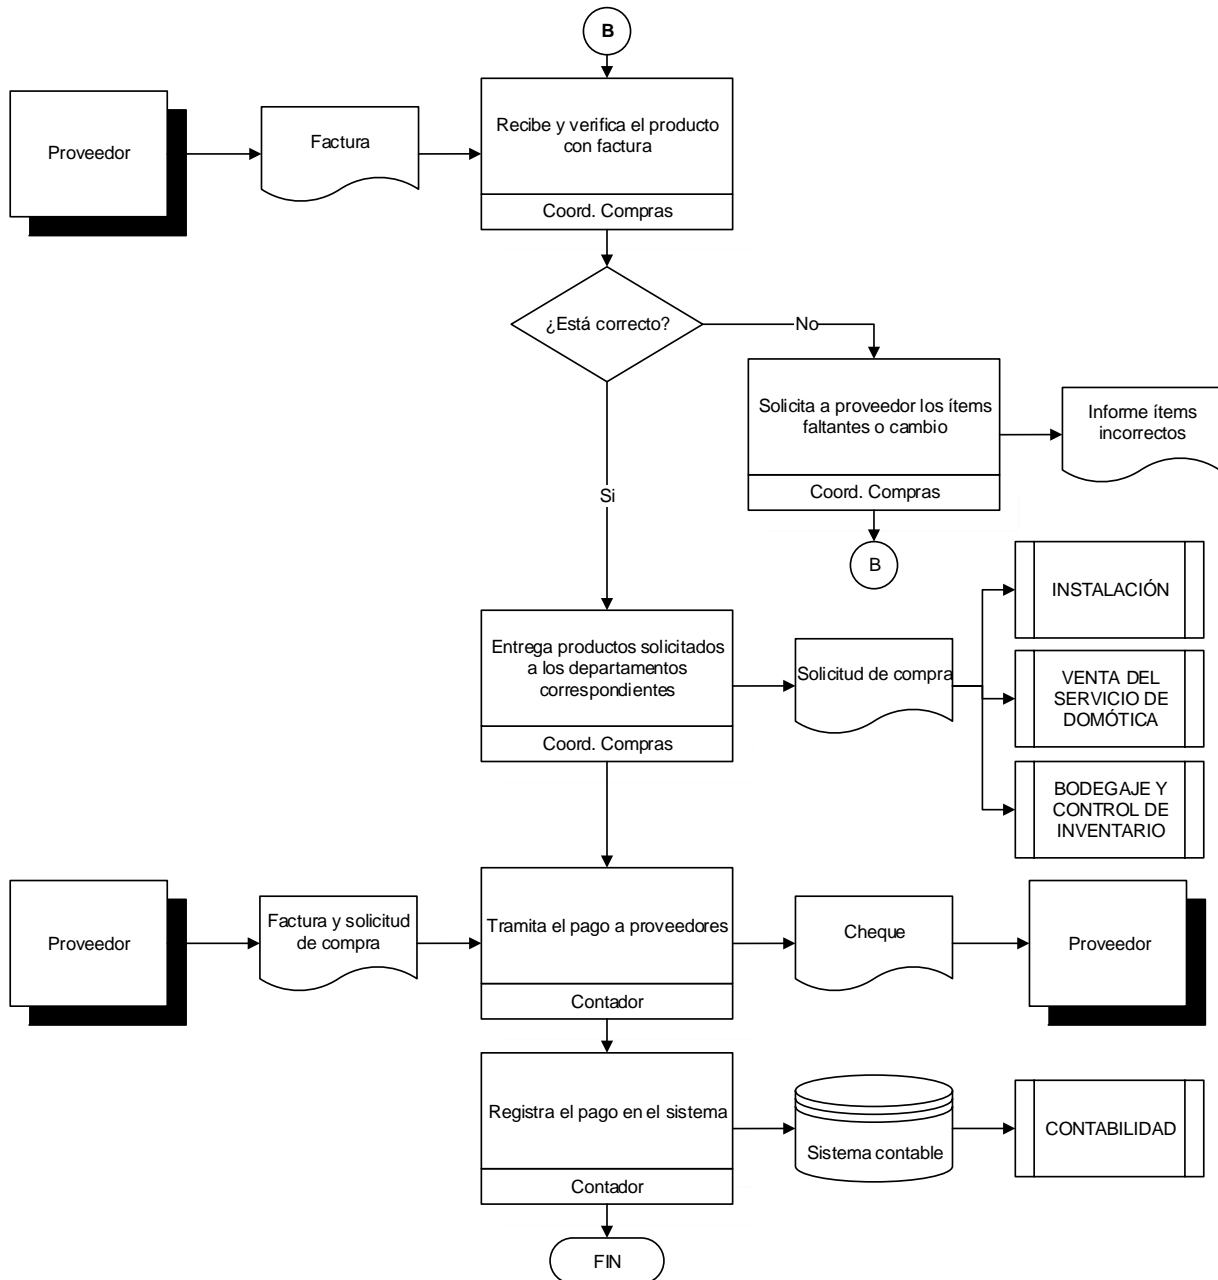 B
Proveedor
Factura
Recibe y verifica el producto
con factura
Coord. Compras
¿Está correcto?
No
Solicita a proveedor los ítems
faltantes o cambio
Coord. Compras
Informe ítems
incorrectos
B
Si
Entrega productos solicitados
a los departamentos
correspondientes
Coord. Compras
Solicitud de compra
INSTALACIÓN
VENTA DEL
SERVICIO DE
DOMÓTICA
BODEGAJE Y
CONTROL DE
INVENTARIO
Proveedor
Factura y solicitud
de compra
Tramita el pago a proveedores
Contador
Cheque
Proveedor
Registra el pago en el sistema
Contador
Sistema contable
CONTABILIDAD
FIN